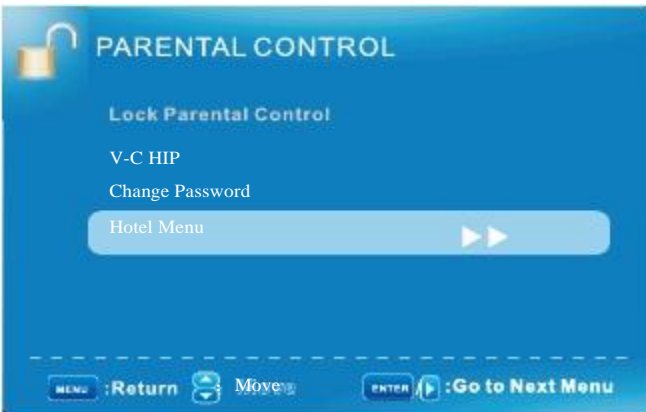 PARENTAL CONTROL
Lock Parental Control
V-C HIP
Change Password
Hotel Menu
MENU :Return : Move ENTER / :Go to Next Menu